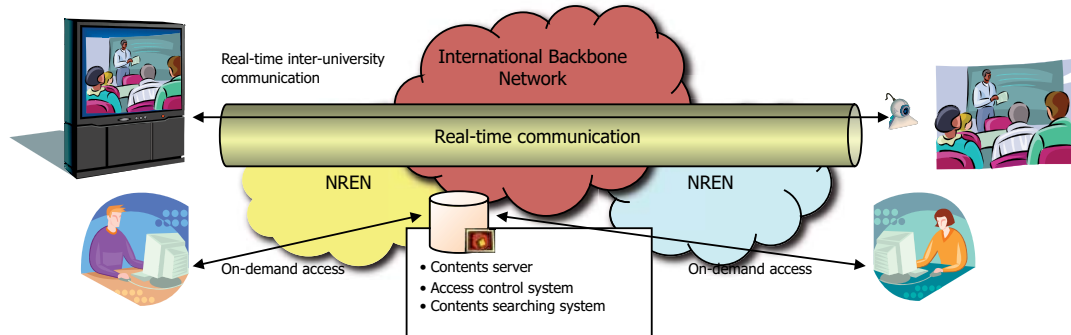 Real-time inter-university
communication
International Backbone
Network
Real-time communication
NREN
NREN
On-demand access
On-demand access
• Contents server
• Access control system
• Contents searching system